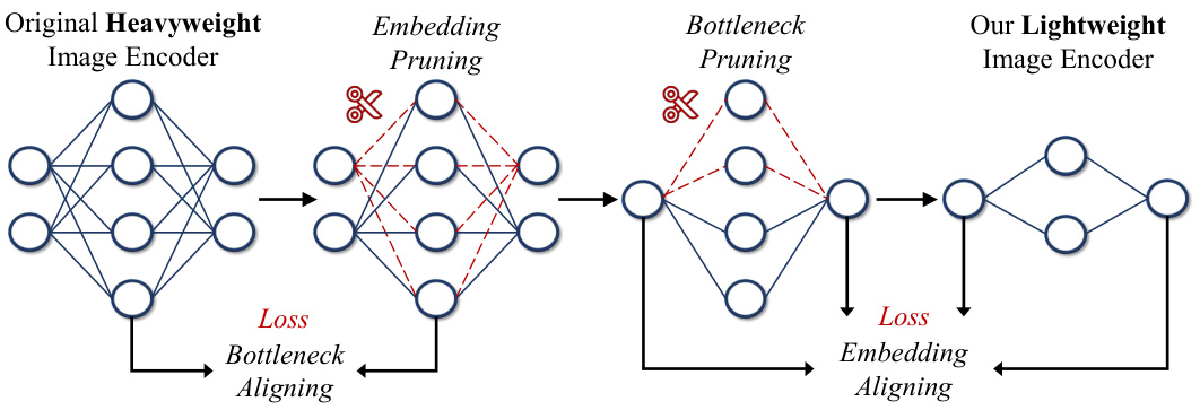 Original Heavyweight
Image Encoder
Embedding
Pruning
Bottleneck
Pruning
Our Lightweight
Image Encoder
Loss
Bottleneck
Aligning
Loss
Embedding
Aligning